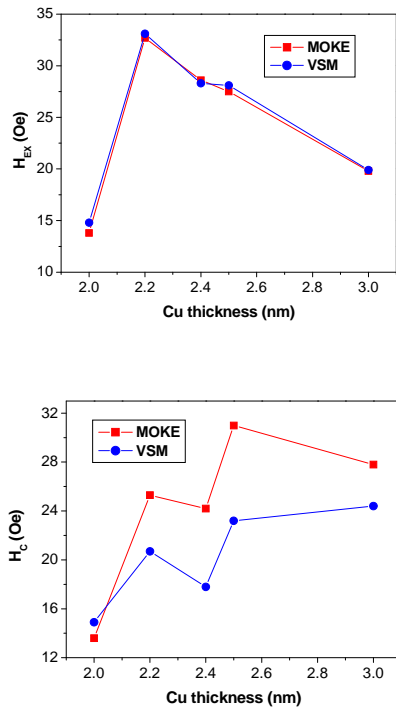 35
30
25
20
15
10
H_EX (Oe)
MOKE
VSM
2.0 2.2 2.4 2.6 2.8 3.0
Cu thickness (nm)
32
28
24
20
16
12
H_C (Oe)
MOKE
VSM
2.0 2.2 2.4 2.6 2.8 3.0
Cu thickness (nm)